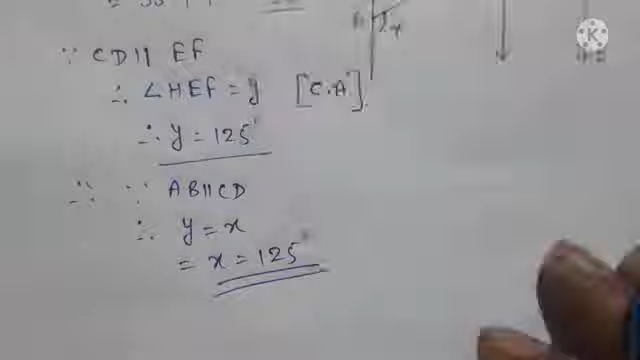 ∵ CD || EF
∴ ∠HEF = y [C.A]
∴ y = 125°
∵ AB || CD
∴ y = x
= x = 125°
x
K